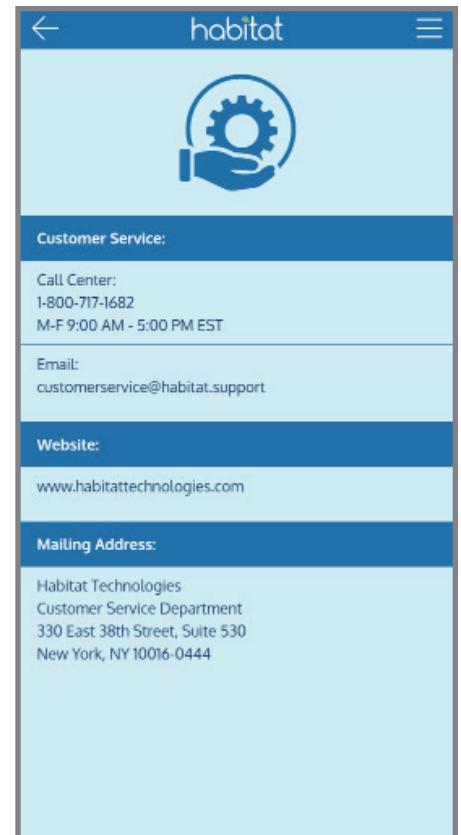 habitat
Customer Service:
Call Center:
1-800-717-1682
M-F 9:00 AM - 5:00 PM EST
Email:
customerservice@habitat.support
Website:
www.habitattechnologies.com
Mailing Address:
Habitat Technologies
Customer Service Department
330 East 38th Street, Suite 530
New York, NY 10016-0444